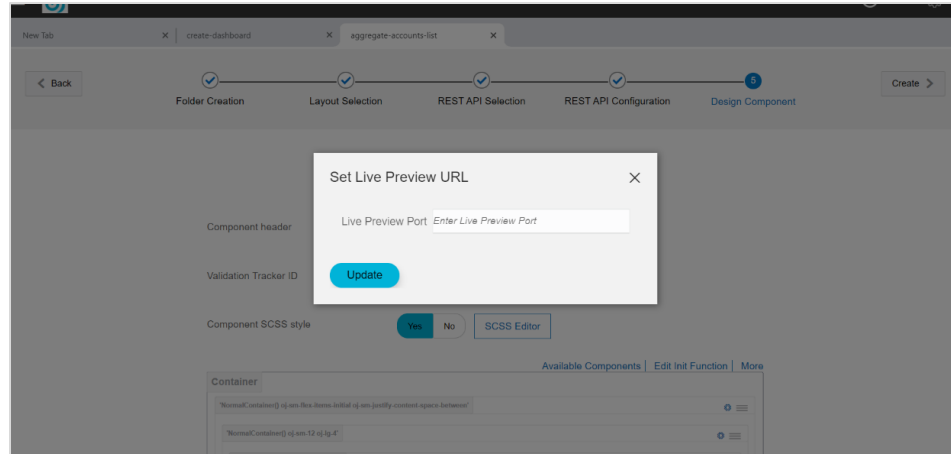 New Tab
create-dashboard
aggregate-accounts-list
Back
Folder Creation
Layout Selection
REST API Selection
REST API Configuration
5
Design Component
Create
Set Live Preview URL
Live Preview Port
Enter Live Preview Port
Update
Component header
Validation Tracker ID
Component SCSS style
Yes
No
SCSS Editor
Available Components | Edit Init Function | More
Container
'NormalContainer() oj-sm-flex-items-initial oj-sm-justify-content-space-between'
'NormalContainer() oj-sm-12 oj-lg-4'